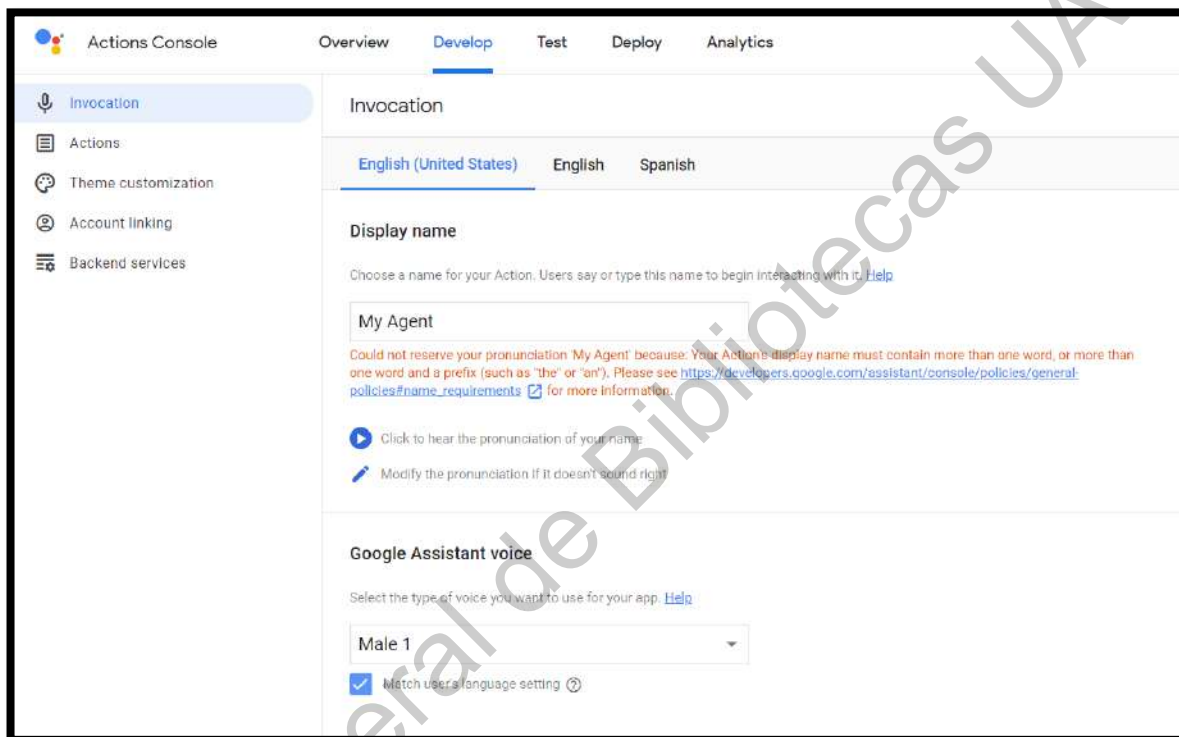 Actions Console
Overview Develop Test Deploy Analytics
Invocation
Actions
Theme customization
Account linking
Backend services
Invocation
English (United States) English Spanish
Display name
Choose a name for your Action. Users say or type this name to begin interacting with it. Help
My Agent
Could not reserve your pronunciation 'My Agent' because: Your Action's display name must contain more than one word, or more than
one word and a prefix (such as "the" or "an"). Please see https://developers.google.com/assistant/console/policies/general-
policies#name_requirements for more information.
Click to hear the pronunciation of your name
Modify the pronunciation if it doesn't sound right
Google Assistant voice
Select the type of voice you want to use for your app. Help
Male 1
Match user's language setting
eral de Bibliotecas UA